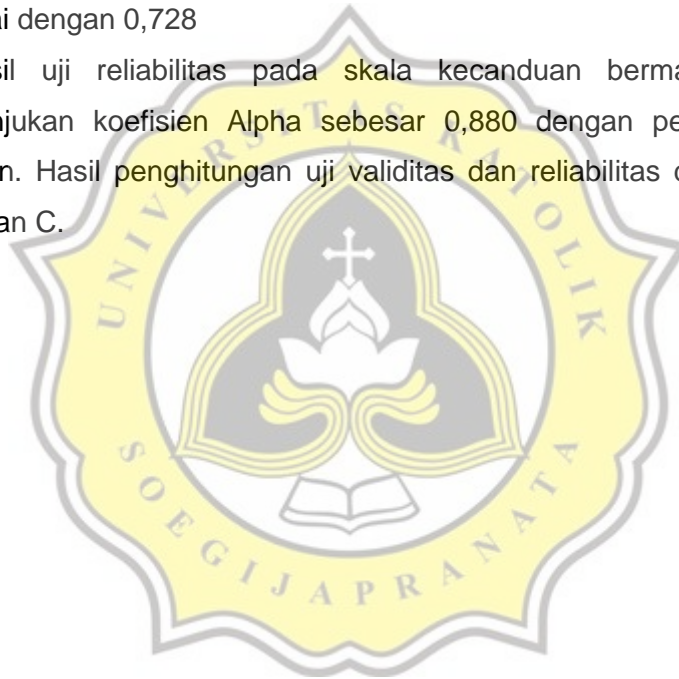 ai dengan 0,728
sil uji reliabilitas pada skala kecanduan berma
njukan koefisien Alpha sebesar 0,880 dengan pe
n. Hasil penghitungan uji validitas dan reliabilitas
an C.
UNIVERSITAS KATOLIK
SOEGIJAPRANATA